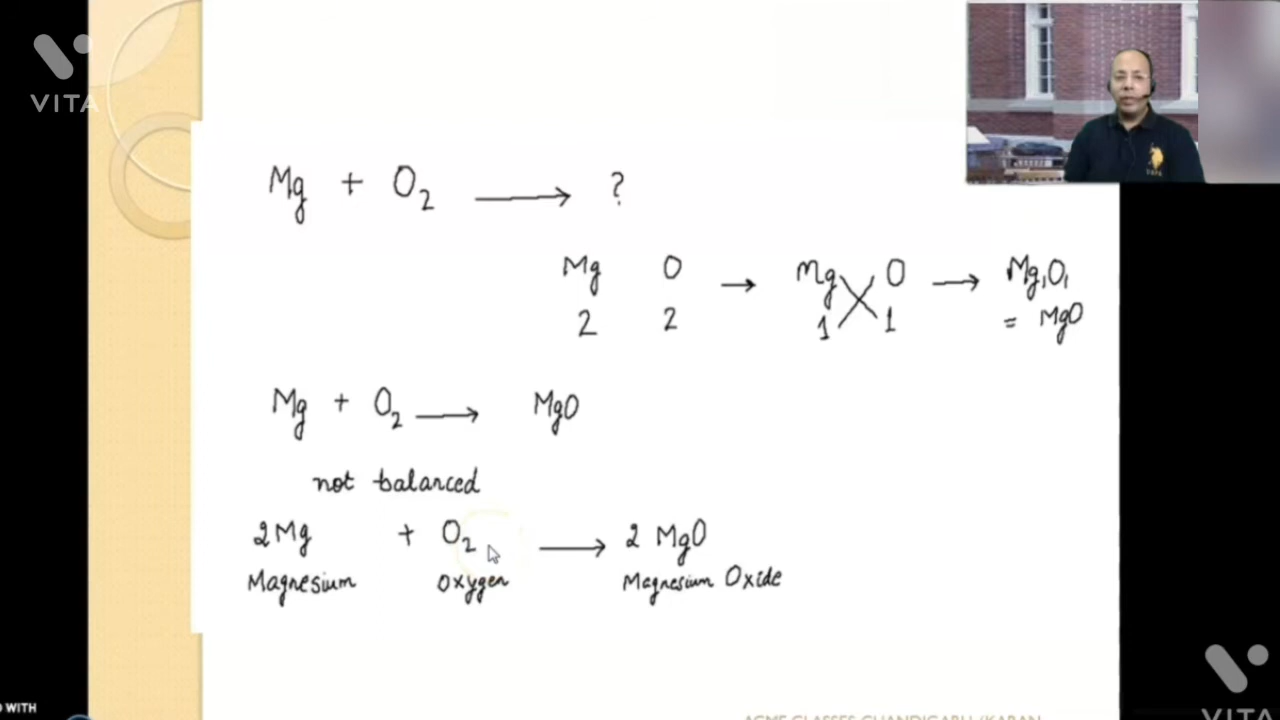 VITA
Mg + O₂ ⟶ ?
Mg O → Mg O → Mg₁O₁
2 2 1 1 = MgO
Mg + O₂ ⟶ MgO
not balanced
2Mg + O₂ ⟶ 2 MgO
Magnesium Oxygen Magnesium Oxide
WITH
VITA